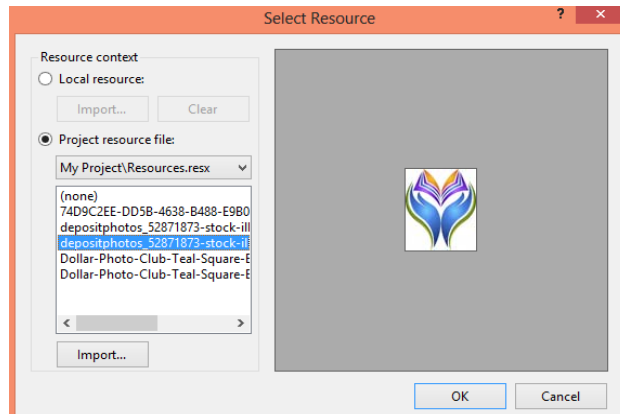 Select Resource
?
Resource context
Local resource:
Import...
Clear
Project resource file:
My Project\Resources.resx
(none)
74D9C2EE-DD5B-4638-B488-E9B0
depositphotos_52871873-stock-ill
depositphotos_52871873-stock-il
Dollar-Photo-Club-Teal-Square-E
Dollar-Photo-Club-Teal-Square-E
Import...
OK
Cancel